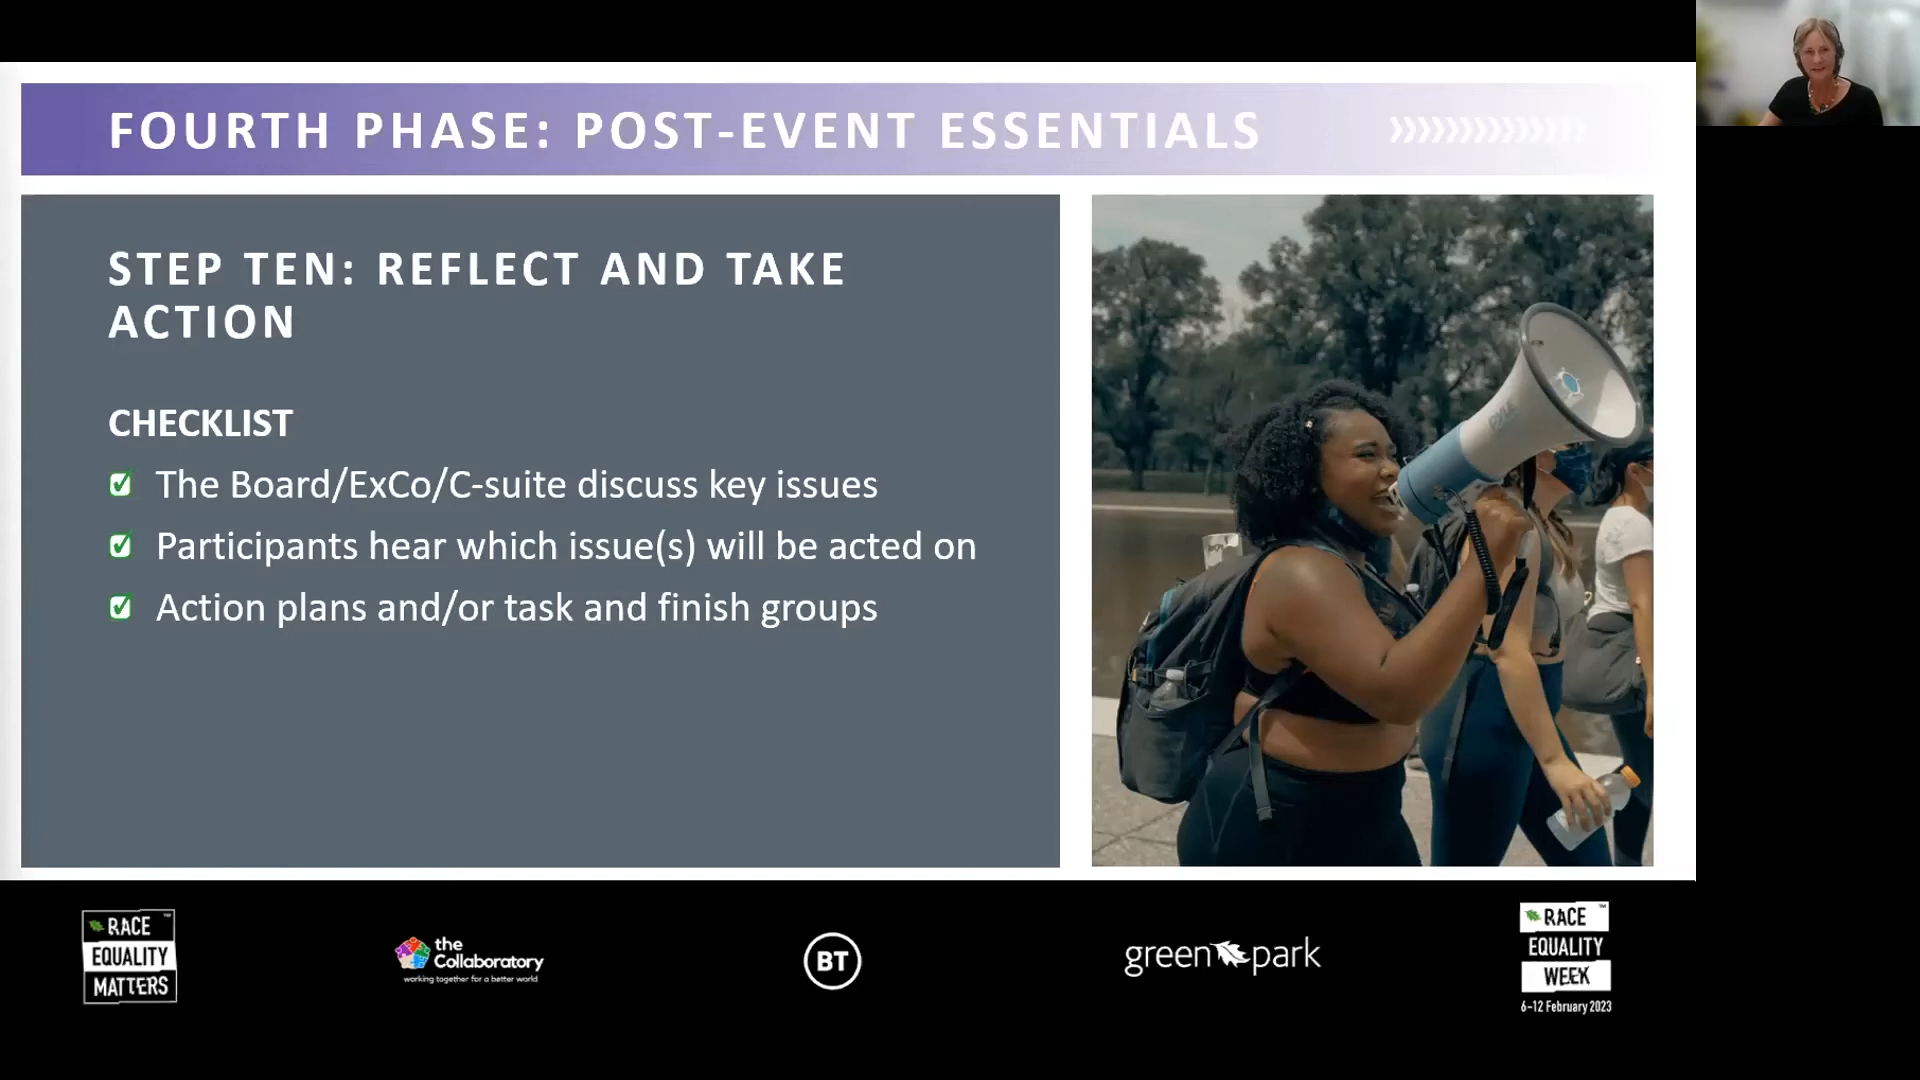 FOURTH PHASE: POST-EVENT ESSENTIALS
STEP TEN: REFLECT AND TAKE
ACTION
CHECKLIST
The Board/ExCo/C-suite discuss key issues
Participants hear which issue(s) will be acted on
Action plans and/or task and finish groups
RACE
EQUALITY
MATTERS
the
Collaboratory
working together for a better world
BT
green park
RACE
EQUALITY
WEEK
6-12 February 2023